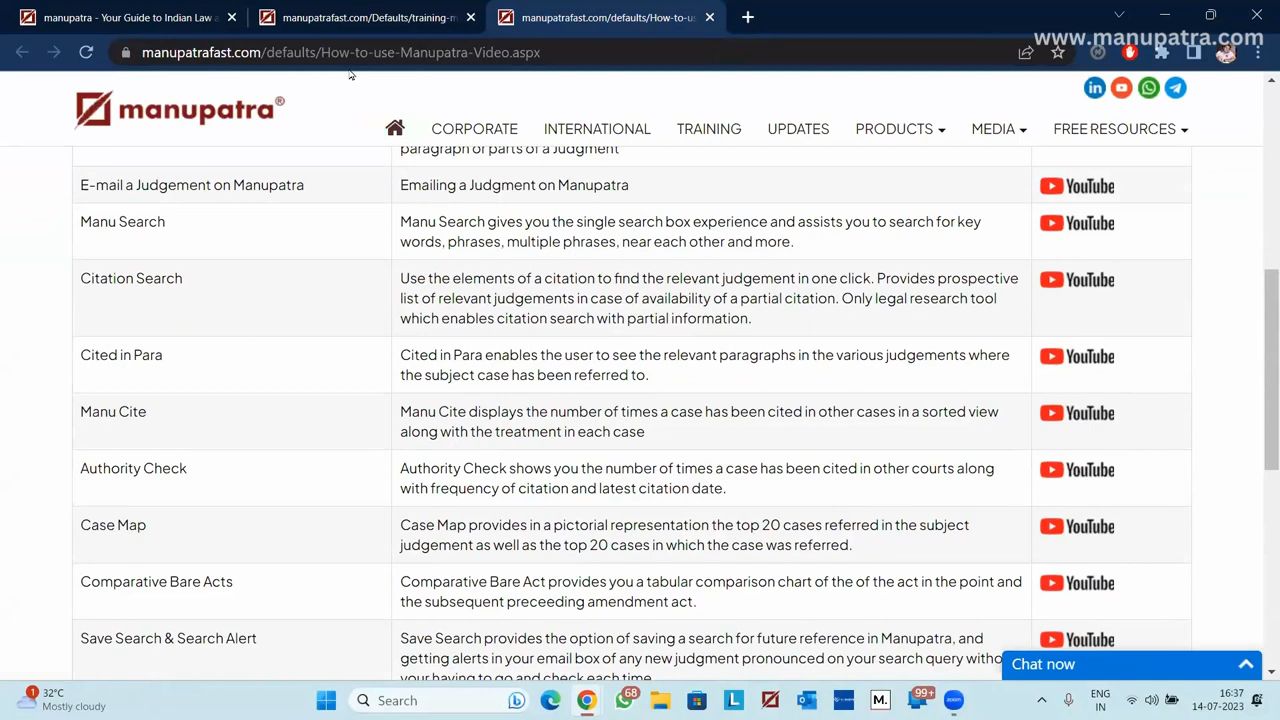 manupatra - Your Guide to Indian Law a
manupatrafast.com/Defaults/training-m
manupatrafast.com/defaults/How-to-us
manupatrafast.com/defaults/How-to-use-Manupatra-Video.aspx
www.manupatra.com
manupatra®
CORPORATE INTERNATIONAL TRAINING UPDATES PRODUCTS MEDIA FREE RESOURCES
paragraph or parts of a Judgment
E-mail a Judgement on Manupatra
Emailing a Judgment on Manupatra
YouTube
Manu Search
Manu Search gives you the single search box experience and assists you to search for key
words, phrases, multiple phrases, near each other and more.
YouTube
Citation Search
Use the elements of a citation to find the relevant judgement in one click. Provides prospective
list of relevant judgements in case of availability of a partial citation. Only legal research tool
which enables citation search with partial information.
YouTube
Cited in Para
Cited in Para enables the user to see the relevant paragraphs in the various judgements where
the subject case has been referred to.
YouTube
Manu Cite
Manu Cite displays the number of times a case has been cited in other cases in a sorted view
along with the treatment in each case
YouTube
Authority Check
Authority Check shows you the number of times a case has been cited in other courts along
with frequency of citation and latest citation date.
YouTube
Case Map
Case Map provides in a pictorial representation the top 20 cases referred in the subject
judgement as well as the top 20 cases in which the case was referred.
YouTube
Comparative Bare Acts
Comparative Bare Act provides you a tabular comparison chart of the of the act in the point and
the subsequent preceeding amendment act.
YouTube
Save Search & Search Alert
Save Search provides the option of saving a search for future reference in Manupatra, and
getting alerts in your email box of any new judgment pronounced on your search query witho
your having to go and check each time.
YouTube
Chat now
1
32°C
Mostly cloudy
Search
68
L
M.
99+
zoom
ENG
IN
16:37
14-07-2023